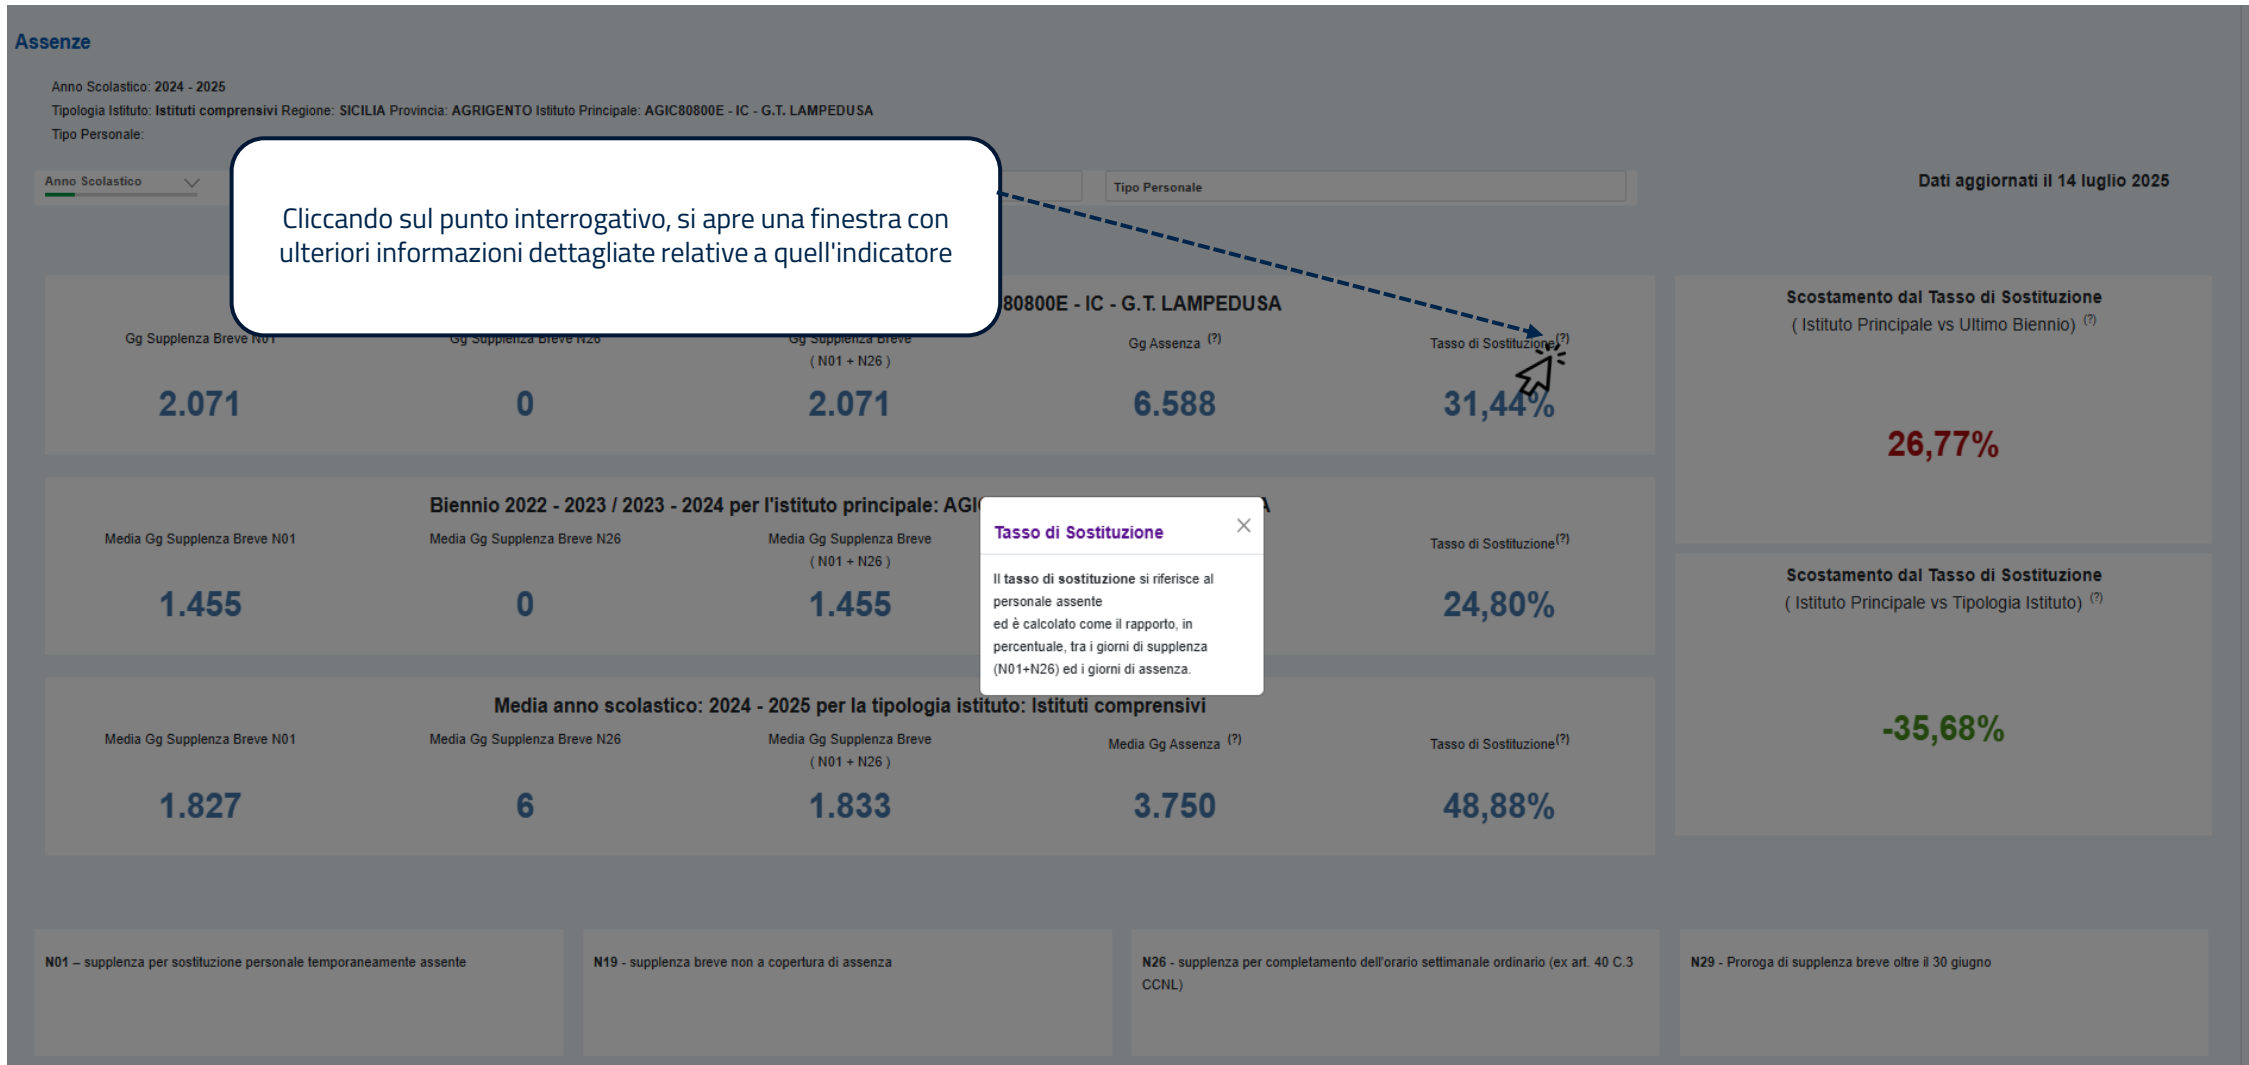 Assenze
Anno Scolastico: 2024 - 2025
Tipologia Istituto: Istituti comprensivi Regione: SICILIA Provincia: AGRIGENTO Istituto Principale: AGIC80800E - IC - G.T. LAMPEDUSA
Tipo Personale:
Anno Scolastico
Tipo Personale
Dati aggiornati il 14 luglio 2025
Cliccando sul punto interrogativo, si apre una finestra con
ulteriori informazioni dettagliate relative a quell'indicatore
80800E - IC - G.T. LAMPEDUSA
Gg Supplenza Breve N01
Gg Supplenza Breve N26
Gg Supplenza Breve
( N01 + N26 )
Gg Assenza (?)
Tasso di Sostituzione(?)
2.071
0
2.071
6.588
31,44%
Scostamento dal Tasso di Sostituzione
( Istituto Principale vs Ultimo Biennio) (?)
26,77%
Biennio 2022 - 2023 / 2023 - 2024 per l'istituto principale: AGI
Media Gg Supplenza Breve N01
Media Gg Supplenza Breve N26
Media Gg Supplenza Breve
( N01 + N26 )
Tasso di Sostituzione(?)
1.455
0
1.455
24,80%
Tasso di Sostituzione
Il tasso di sostituzione si riferisce al
personale assente
ed è calcolato come il rapporto, in
percentuale, tra i giorni di supplenza
(N01+N26) ed i giorni di assenza.
Scostamento dal Tasso di Sostituzione
( Istituto Principale vs Tipologia Istituto) (?)
-35,68%
Media anno scolastico: 2024 - 2025 per la tipologia istituto: Istituti comprensivi
Media Gg Supplenza Breve N01
Media Gg Supplenza Breve N26
Media Gg Supplenza Breve
( N01 + N26 )
Media Gg Assenza (?)
Tasso di Sostituzione(?)
1.827
6
1.833
3.750
48,88%
N01 – supplenza per sostituzione personale temporaneamente assente
N19 - supplenza breve non a copertura di assenza
N26 - supplenza per completamento dell'orario settimanale ordinario (ex art. 40 C.3
CCNL)
N29 - Proroga di supplenza breve oltre il 30 giugno